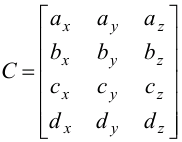 C = [ a_x a_y a_z
b_x b_y b_z
c_x c_y c_z
d_x d_y d_z ]